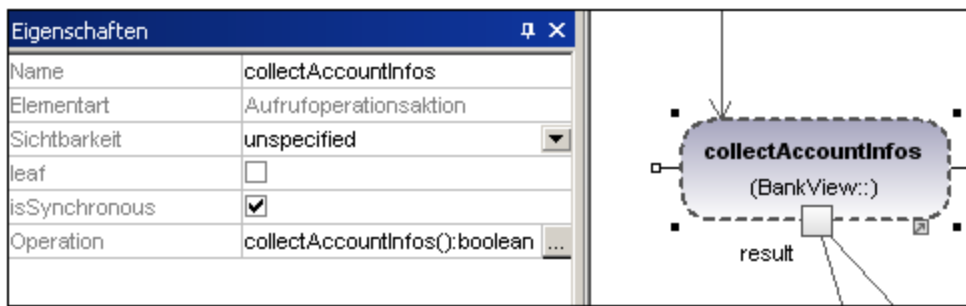 Eigenschaften
Name collectAccountInfos
Elementart Aufrufoperationsaktion
Sichtbarkeit unspecified
leaf
isSynchronous
Operation collectAccountInfos():boolean ...
collectAccountInfos
(BankView::)
result